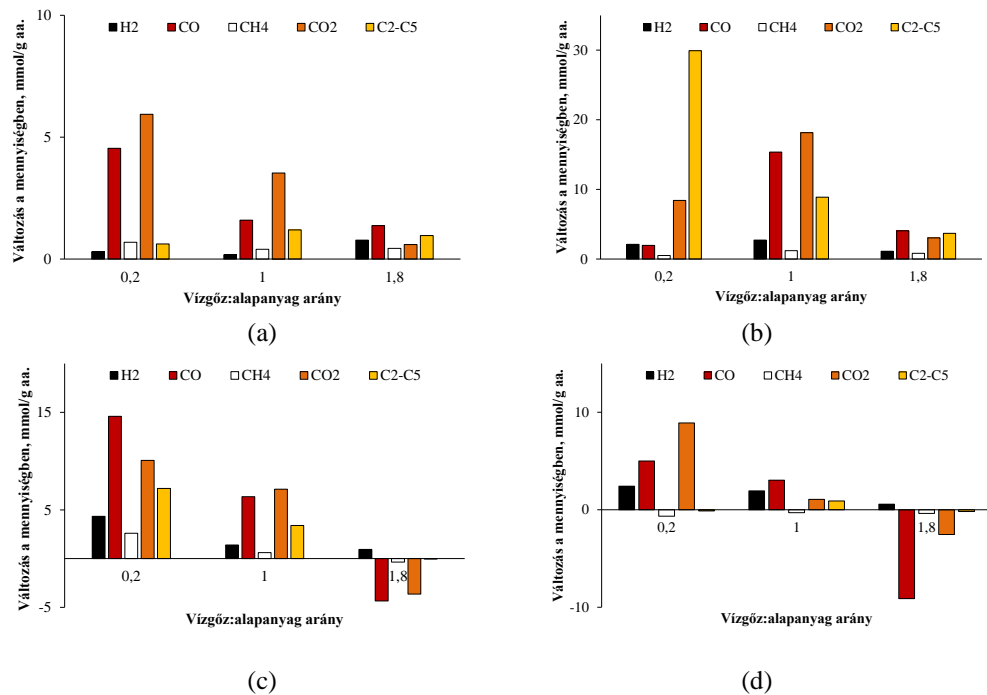 H2 CO CH4 CO2 C2-C5
Változás a mennyiségben, mmol/g aa.
10
5
0
0,2 1 1,8
Vízgőz:alapanyag arány
(a)
H2 CO CH4 CO2 C2-C5
Változás a mennyiségben, mmol/g aa.
30
20
10
0
0,2 1 1,8
Vízgőz:alapanyag arány
(b)
H2 CO CH4 CO2 C2-C5
Változás a mennyiségben, mmol/g aa.
15
5
-5
0,2 1 1,8
Vízgőz:alapanyag arány
(c)
H2 CO CH4 CO2 C2-C5
Változás a mennyiségben, mmol/g aa.
10
0
-10
0,2 1 1,8
Vízgőz:alapanyag arány
(d)